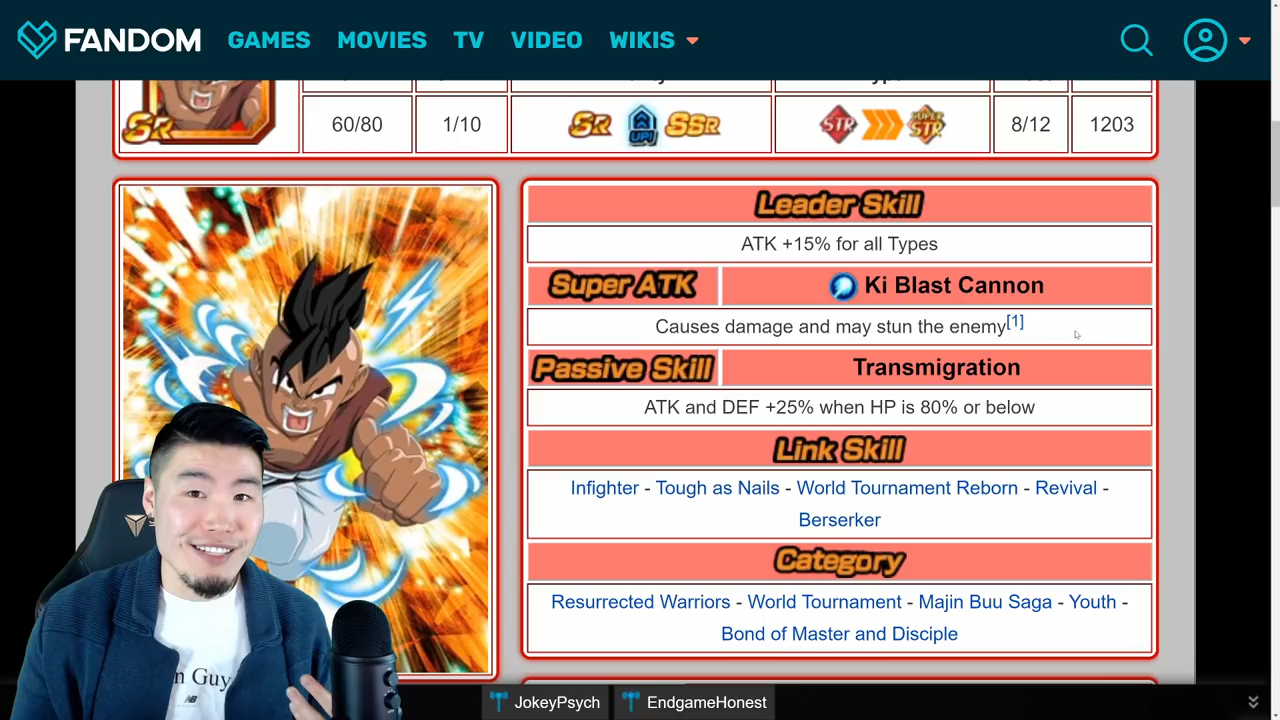 FANDOM GAMES MOVIES TV VIDEO WIKIS
SR 60/80 1/10 SR UP! SSR STR SUPER STR 8/12 1203
Leader Skill
ATK +15% for all Types
Super ATK Ki Blast Cannon
Causes damage and may stun the enemy[1]
Passive Skill Transmigration
ATK and DEF +25% when HP is 80% or below
Link Skill
Infighter - Tough as Nails - World Tournament Reborn - Revival -
Berserker
Category
Resurrected Warriors - World Tournament - Majin Buu Saga - Youth -
Bond of Master and Disciple
n Guy
NB
JokeyPsych EndgameHonest